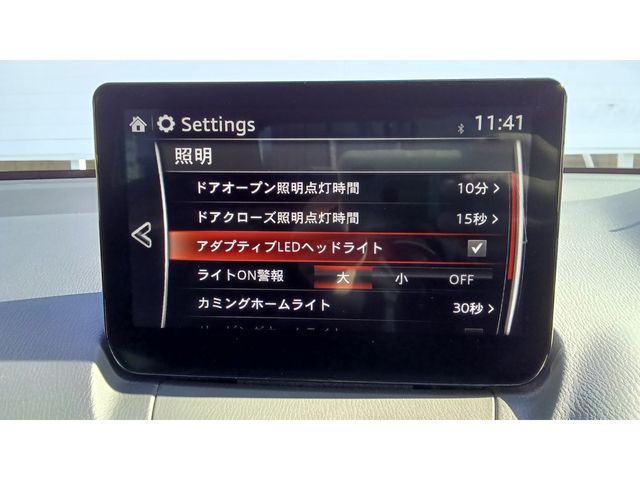 Settings 11:41
照明
ドアオープン照明点灯時間 10分
ドアクローズ照明点灯時間 15秒
アダプティブLEDヘッドライト
ライトON警報 大 小 OFF
カミングホームライト 30秒